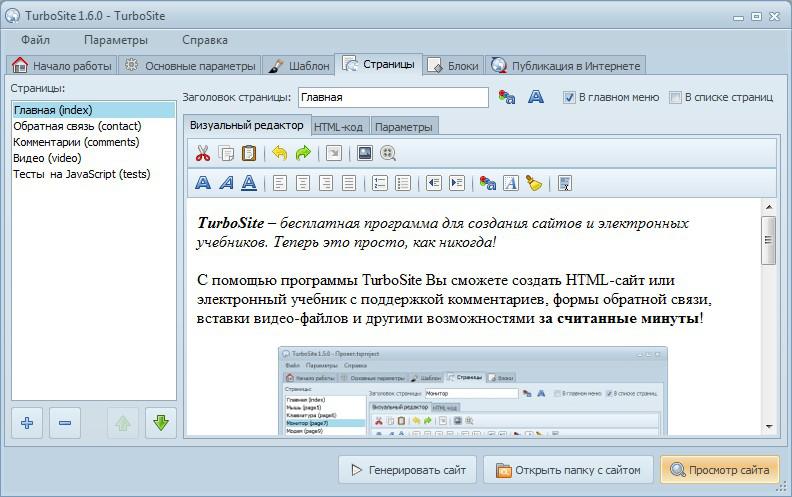 TurboSite 1.6.0 - TurboSite
Файл Параметры Справка
Начало работы Основные параметры Шаблон Страницы Блоки Публикация в Интернете
Страницы:
Главная (index)
Обратная связь (contact)
Комментарии (comments)
Видео (video)
Тесты на JavaScript (tests)
Заголовок страницы: Главная В главном меню В списке страниц
Визуальный редактор HTML-код Параметры
TurboSite – бесплатная программа для создания сайтов и электронных
учебников. Теперь это просто, как никогда!
С помощью программы TurboSite Вы сможете создать HTML-сайт или
электронный учебник с поддержкой комментариев, формы обратной связи,
вставки видео-файлов и другими возможностями за считанные минуты!
TurboSite 1.5.0 - Проект.tsproject
Файл Параметры Справка
Начало работы Основные параметры Шаблон Страницы Блоки
Страницы:
Главная (index)
Мышь (page5)
Клавиатура (page6)
Монитор (page7)
Модем (page9)
Заголовок страницы: Монитор В главном меню В списке страниц
Визуальный редактор HTML-код
Генерировать сайт Открыть папку с сайтом Просмотр сайта